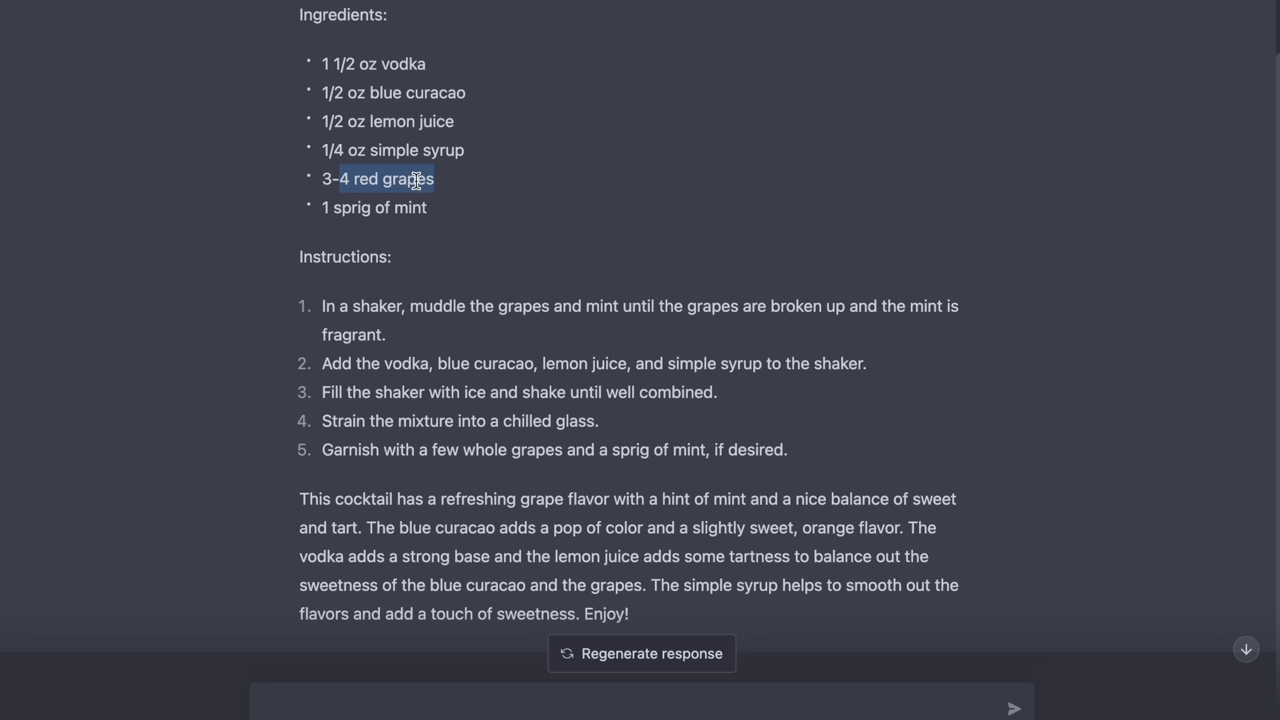 Ingredients:
• 1 1/2 oz vodka
• 1/2 oz blue curacao
• 1/2 oz lemon juice
• 1/4 oz simple syrup
• 3-4 red grapes
• 1 sprig of mint
Instructions:
1. In a shaker, muddle the grapes and mint until the grapes are broken up and the mint is
fragrant.
2. Add the vodka, blue curacao, lemon juice, and simple syrup to the shaker.
3. Fill the shaker with ice and shake until well combined.
4. Strain the mixture into a chilled glass.
5. Garnish with a few whole grapes and a sprig of mint, if desired.
This cocktail has a refreshing grape flavor with a hint of mint and a nice balance of sweet
and tart. The blue curacao adds a pop of color and a slightly sweet, orange flavor. The
vodka adds a strong base and the lemon juice adds some tartness to balance out the
sweetness of the blue curacao and the grapes. The simple syrup helps to smooth out the
flavors and add a touch of sweetness. Enjoy!
Regenerate response